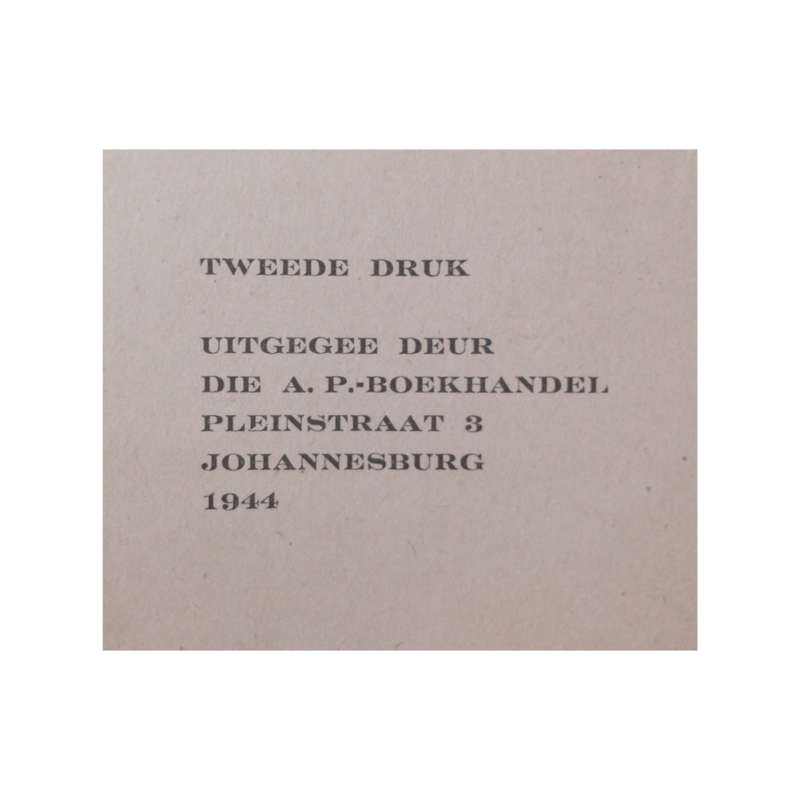 TWEEDE DRUK
UITGEGEE DEUR
DIE A. P.-BOEKHANDEL
PLEINSTRAAT 3
JOHANNESBURG
1944